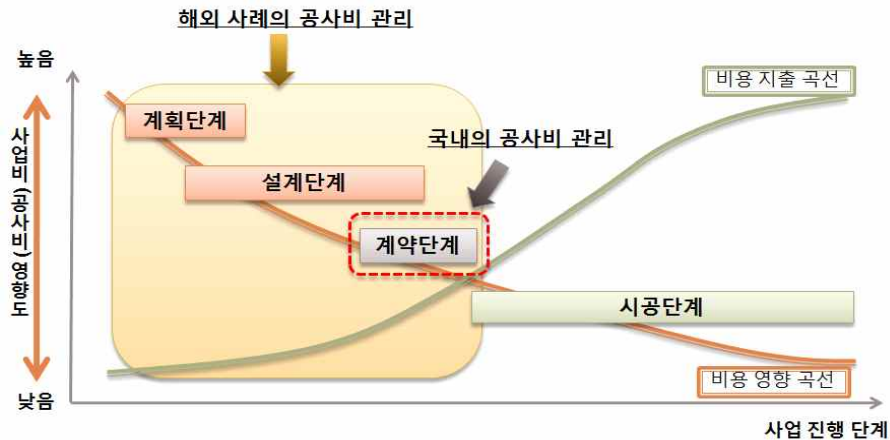 해외 사례의 공사비 관리
높음
비용 지출 곡선
계획단계
국내의 공사비 관리
설계단계
사업비(공사비(영향도
계약단계
시공단계
비용 영향 곡선
낮음
사업 진행 단계